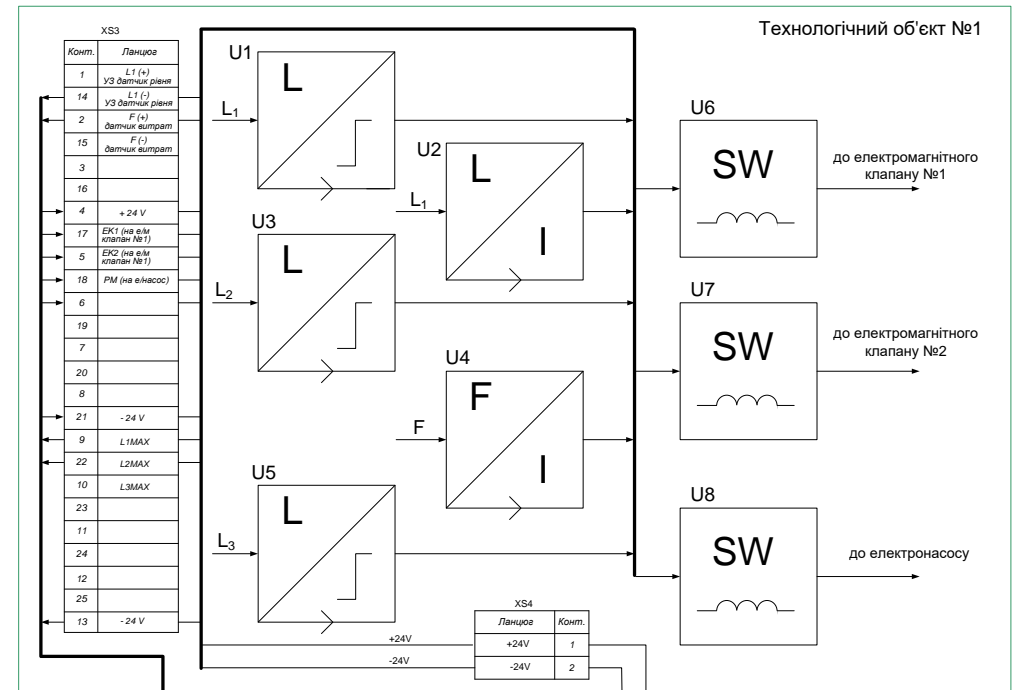 Технологічний об'єкт №1
XS3
Конт. Ланцюг
1 L1 (+)
УЗ датчик рівня
14 L1 (-)
УЗ датчик рівня
2 F (+)
датчик витрат
15 F (-)
датчик витрат
3
16
4 + 24 V
17 ЕК1 (на е/м
клапан №1)
5 ЕК2 (на е/м
клапан №1)
18 РМ (на е/насос)
6
19
7
20
8
21 - 24 V
9 L1MAX
22 L2MAX
10 L3MAX
23
11
24
12
25
13 - 24 V
U1
L
L1
U2
L
L1
I
U3
L
L2
U4
F
F
I
U5
L
L3
U6
SW
до електромагнітного
клапану №1
U7
SW
до електромагнітного
клапану №2
U8
SW
до електронасосу
XS4
Ланцюг Конт.
+24V +24V 1
-24V -24V 2